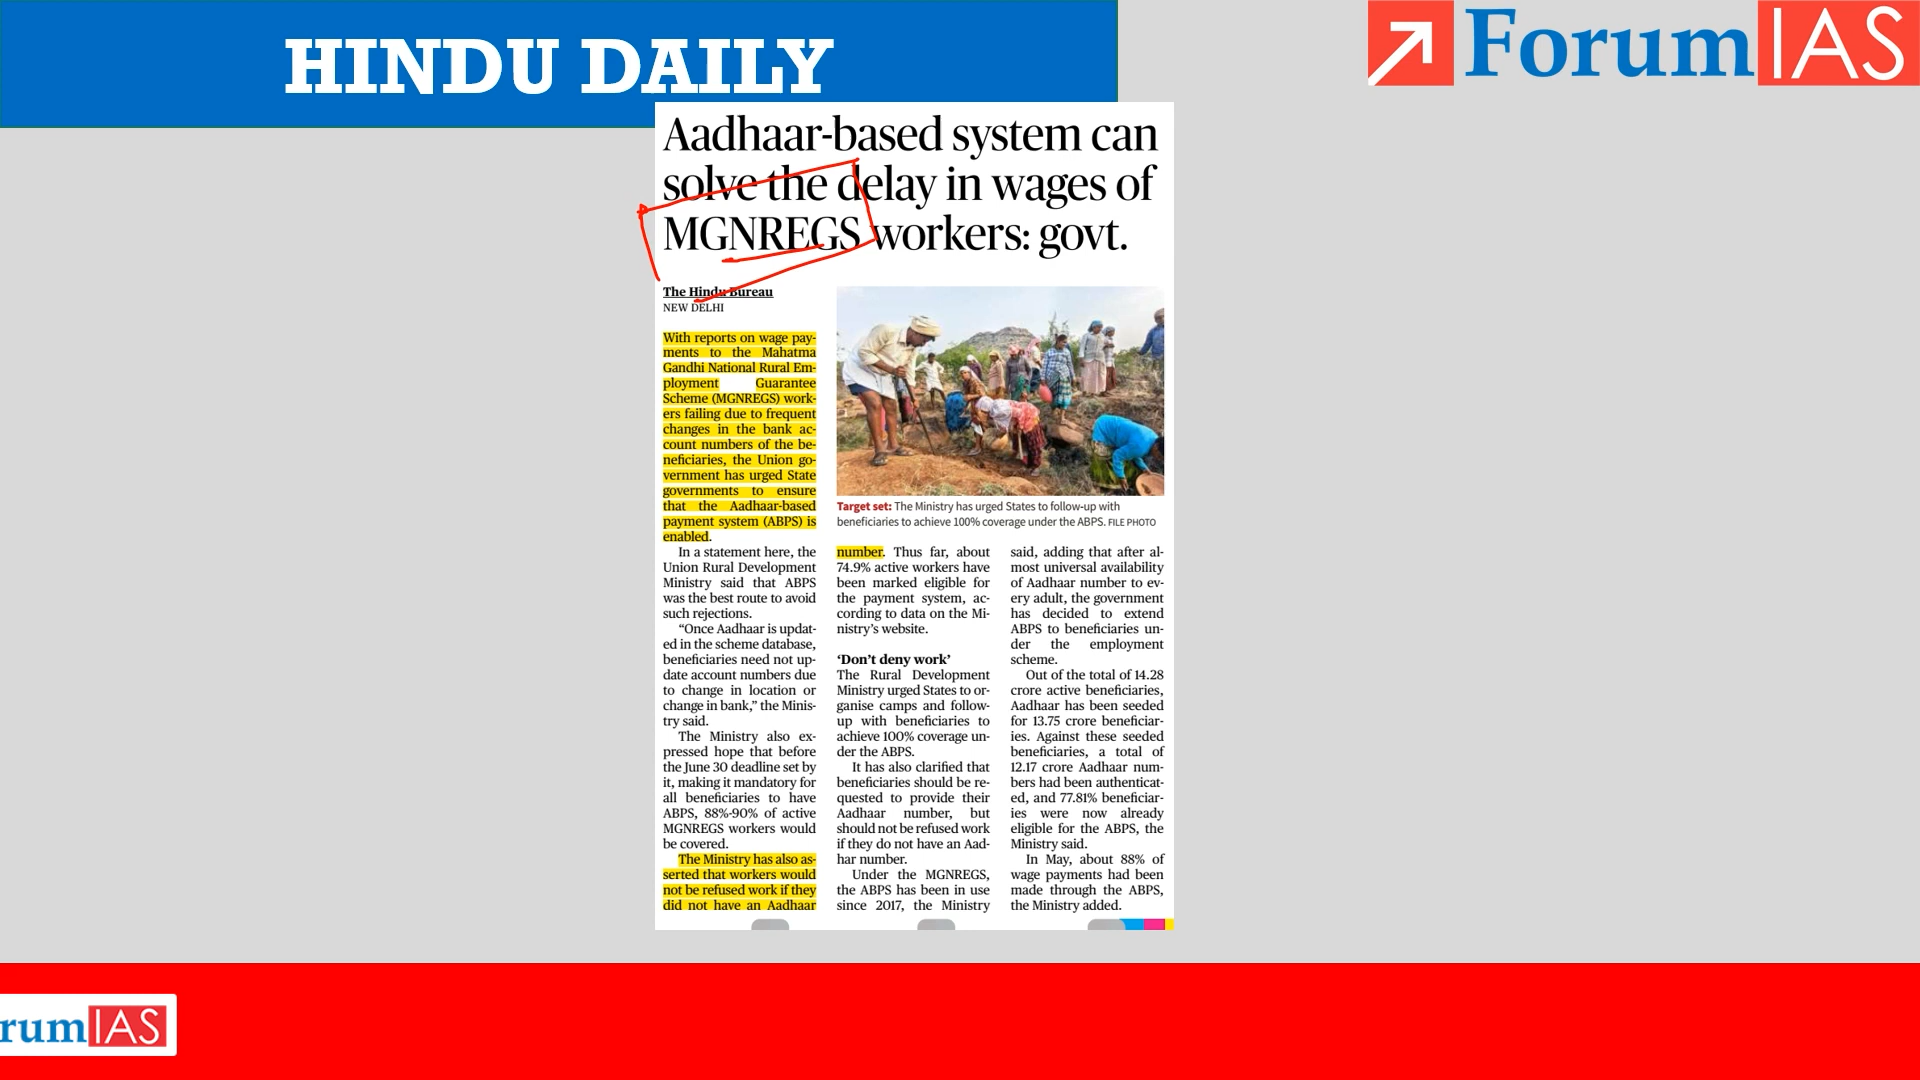 HINDU DAILY
Forum IAS
Aadhaar-based system can
solve the delay in wages of
MGNREGS workers: govt.
The Hindu Bureau
NEW DELHI
With reports on wage pay-
ments to the Mahatma
Gandhi National Rural Em-
ployment Guarantee
Scheme (MGNREGS) work-
ers failing due to frequent
changes in the bank ac-
count numbers of the be-
neficiaries, the Union go-
vernment has urged State
governments to ensure
that the Aadhaar-based
payment system (ABPS) is
enabled.
In a statement here, the
Union Rural Development
Ministry said that ABPS
was the best route to avoid
such rejections.
“Once Aadhaar is updat-
ed in the scheme database,
beneficiaries need not up-
date account numbers due
to change in location or
change in bank,” the Minis-
try said.
The Ministry also ex-
pressed hope that before
the June 30 deadline set by
it, making it mandatory for
all beneficiaries to have
ABPS, 88%-90% of active
MGNREGS workers would
be covered.
The Ministry has also as-
serted that workers would
not be refused work if they
did not have an Aadhaar
Target set: The Ministry has urged States to follow-up with
beneficiaries to achieve 100% coverage under the ABPS. FILE PHOTO
number. Thus far, about
74.9% active workers have
been marked eligible for
the payment system, ac-
cording to data on the Mi-
nistry’s website.
‘Don’t deny work’
The Rural Development
Ministry urged States to or-
ganise camps and follow-
up with beneficiaries to
achieve 100% coverage un-
der the ABPS.
It has also clarified that
beneficiaries should be re-
quested to provide their
Aadhaar number, but
should not be refused work
if they do not have an Aad-
har number.
Under the MGNREGS,
the ABPS has been in use
since 2017, the Ministry
said, adding that after al-
most universal availability
of Aadhaar number to ev-
ery adult, the government
has decided to extend
ABPS to beneficiaries un-
der the employment
scheme.
Out of the total of 14.28
crore active beneficiaries,
Aadhaar has been seeded
for 13.75 crore beneficiar-
ies. Against these seeded
beneficiaries, a total of
12.17 crore Aadhaar num-
bers had been authenticat-
ed, and 77.81% beneficiar-
ies were now already
eligible for the ABPS, the
Ministry said.
In May, about 88% of
wage payments had been
made through the ABPS,
the Ministry added.
rum IAS